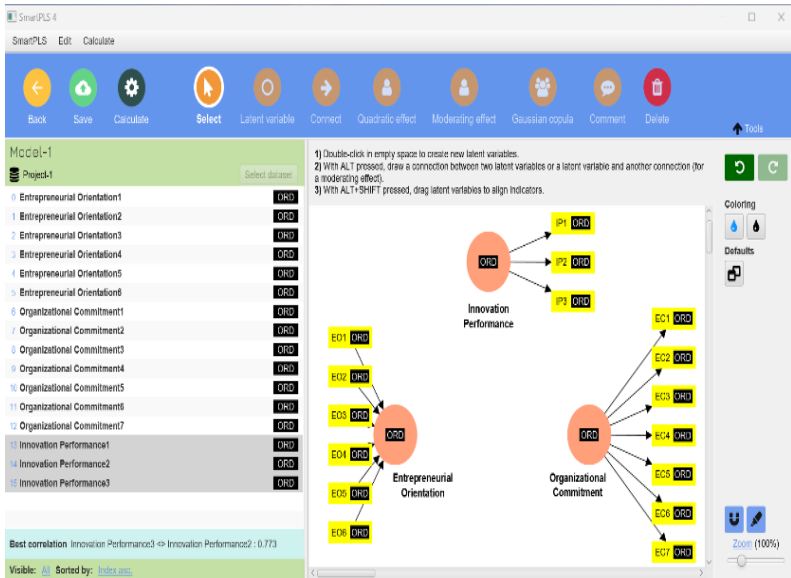 SmartPLS 4
SmartPLS Edit Calculate
Back Save Calculate Select Latent variable Connect Quadratic effect Moderating effect Gaussian copula Comment Delete
Tools
Model-1
Project-1 Select dataset
0 Entrepreneurial Orientation1 ORD
1 Entrepreneurial Orientation2 ORD
2 Entrepreneurial Orientation3 ORD
3 Entrepreneurial Orientation4 ORD
4 Entrepreneurial Orientation5 ORD
5 Entrepreneurial Orientation6 ORD
6 Organizational Commitment1 ORD
7 Organizational Commitment2 ORD
8 Organizational Commitment3 ORD
9 Organizational Commitment4 ORD
10 Organizational Commitment5 ORD
11 Organizational Commitment6 ORD
12 Organizational Commitment7 ORD
13 Innovation Performance1 ORD
14 Innovation Performance2 ORD
15 Innovation Performance3 ORD
Best correlation Innovation Performance3 <=> Innovation Performance2 : 0.773
Visible: All Sorted by: Index asc.
1) Double-click in empty space to create new latent variables.
2) With ALT pressed, draw a connection between two latent variables or a latent variable and another connection (for
a moderating effect).
3) With ALT+SHIFT pressed, drag latent variables to align indicators.
IP1 ORD
ORD IP2 ORD
IP3 ORD
Innovation
Performance
EO1 ORD
EO2 ORD
EO3 ORD
EO4 ORD
EO5 ORD
EO6 ORD
ORD
Entrepreneurial
Orientation
EC1 ORD
EC2 ORD
EC3 ORD
EC4 ORD
EC5 ORD
EC6 ORD
EC7 ORD
ORD
Organizational
Commitment
Coloring
Defaults
Zoom (100%)